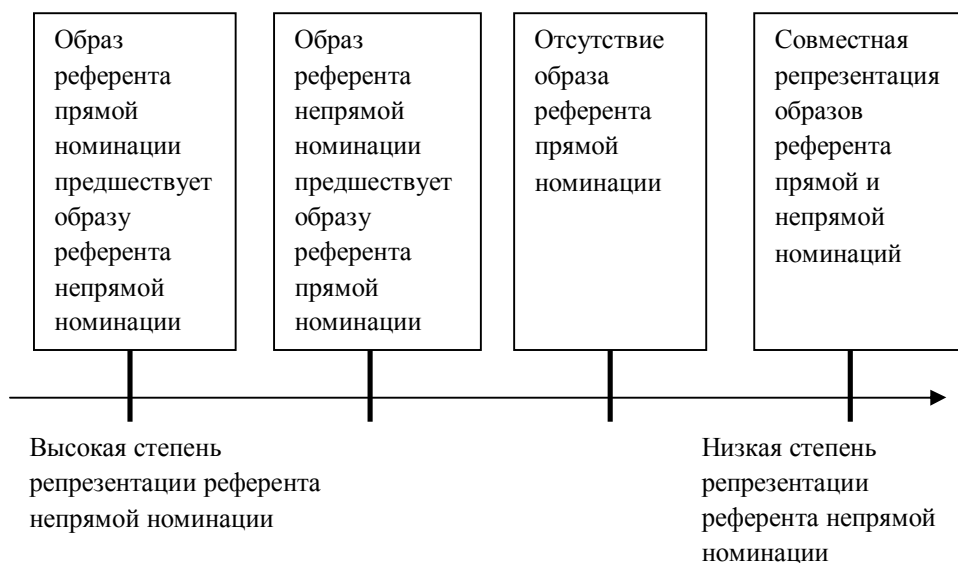 Образ
референта
прямой
номинации
предшествует
образу
референта
непрямой
номинации
Образ
референта
непрямой
номинации
предшествует
образу
референта
прямой
номинации
Отсутствие
образа
референта
прямой
номинации
Совместная
репрезентация
образов
референта
прямой и
непрямой
номинаций
Высокая степень
репрезентации референта
непрямой номинации
Низкая степень
репрезентации
референта непрямой
номинации